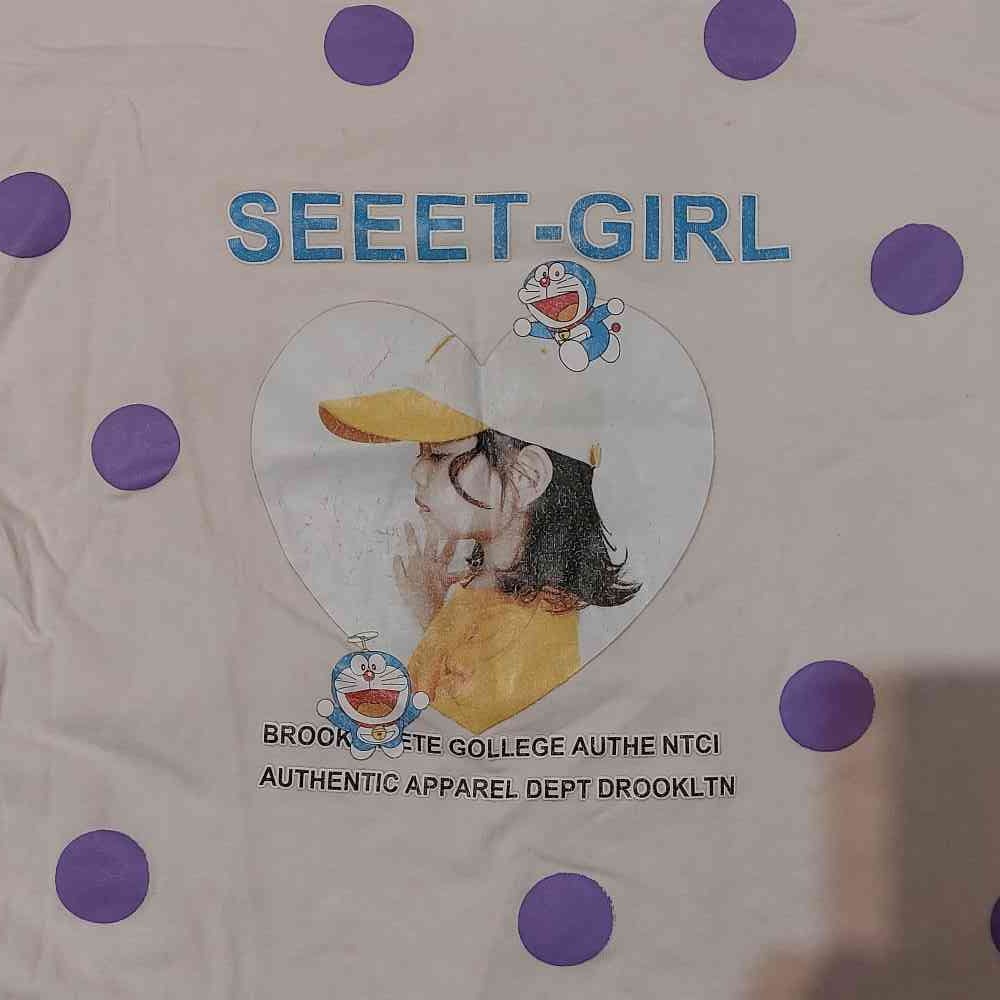 SEEET-GIRL
BROOK ETE GOLLEGE AUTHE NTCI
AUTHENTIC APPAREL DEPT DROOKLTN